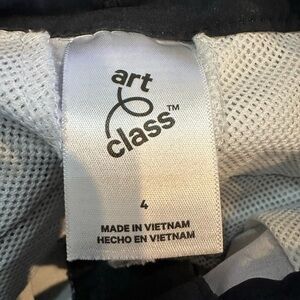 art
class™
4
MADE IN VIETNAM
HECHO EN VIETNAM